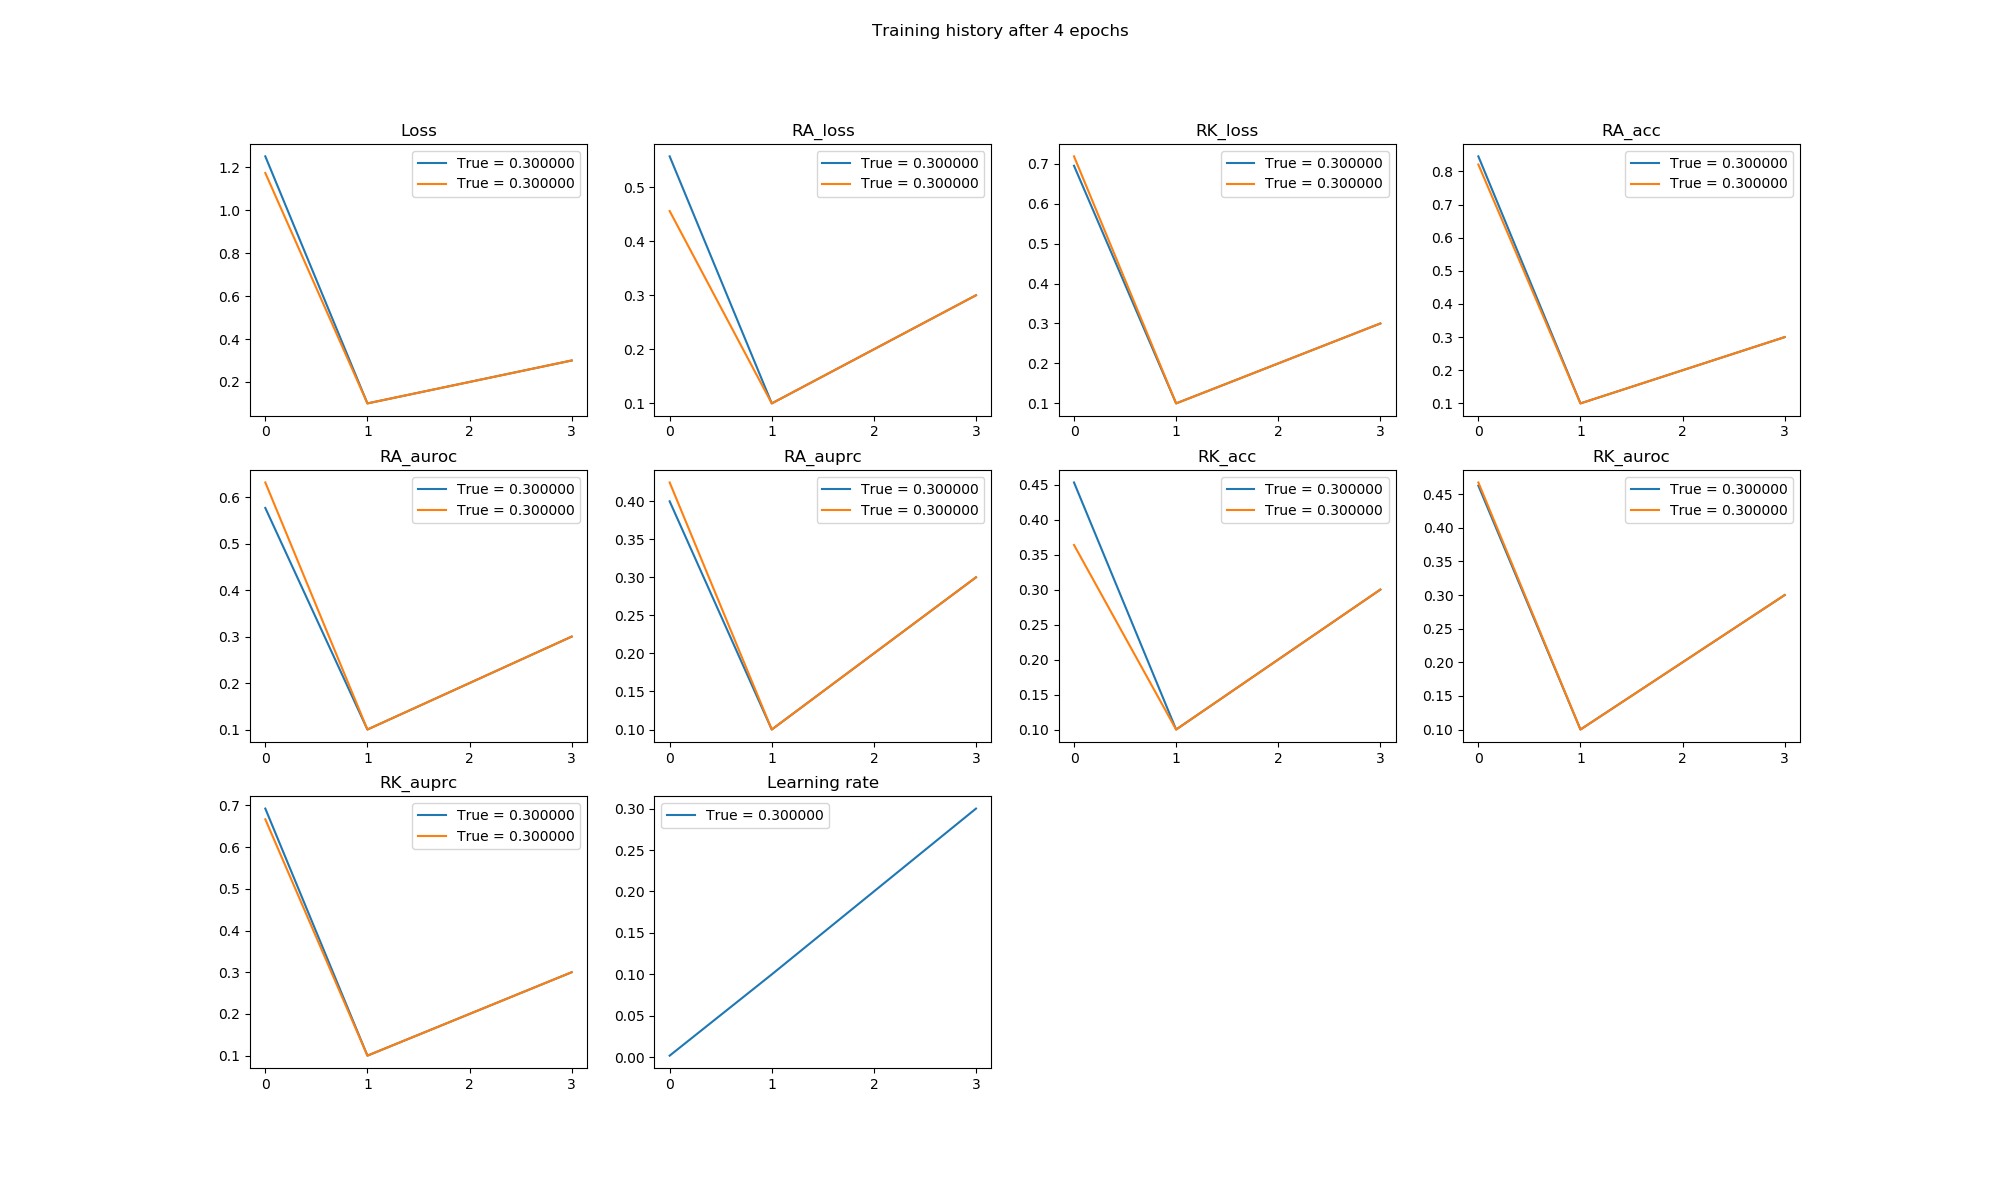 Training history after 4 epochs
Loss
True = 0.300000
True = 0.300000
1.2
1.0
0.8
0.6
0.4
0.2
0 1 2 3
RA_loss
True = 0.300000
True = 0.300000
0.5
0.4
0.3
0.2
0.1
0 1 2 3
RK_loss
True = 0.300000
True = 0.300000
0.7
0.6
0.5
0.4
0.3
0.2
0.1
0 1 2 3
RA_acc
True = 0.300000
True = 0.300000
0.8
0.7
0.6
0.5
0.4
0.3
0.2
0.1
0 1 2 3
RA_auroc
True = 0.300000
True = 0.300000
0.6
0.5
0.4
0.3
0.2
0.1
0 1 2 3
RA_auprc
True = 0.300000
True = 0.300000
0.40
0.35
0.30
0.25
0.20
0.15
0.10
0 1 2 3
RK_acc
True = 0.300000
True = 0.300000
0.45
0.40
0.35
0.30
0.25
0.20
0.15
0.10
0 1 2 3
RK_auroc
True = 0.300000
True = 0.300000
0.45
0.40
0.35
0.30
0.25
0.20
0.15
0.10
0 1 2 3
RK_auprc
True = 0.300000
True = 0.300000
0.7
0.6
0.5
0.4
0.3
0.2
0.1
0 1 2 3
Learning rate
True = 0.300000
0.30
0.25
0.20
0.15
0.10
0.05
0.00
0 1 2 3